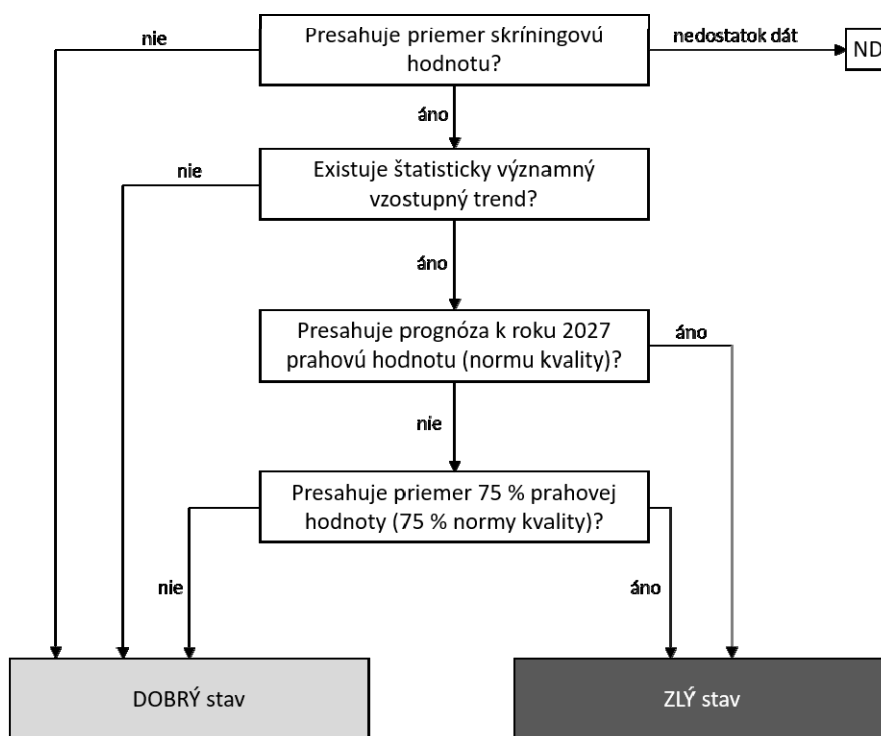 nie
Presahuje priemer skríningovú
hodnotu?
nedostatok dát
ND
áno
nie
Existuje štatisticky významný
vzostupný trend?
áno
Presahuje prognóza k roku 2027
prahovú hodnotu (normu kvality)?
áno
nie
Presahuje priemer 75 % prahovej
hodnoty (75 % normy kvality)?
nie
áno
DOBRÝ stav
ZLÝ stav